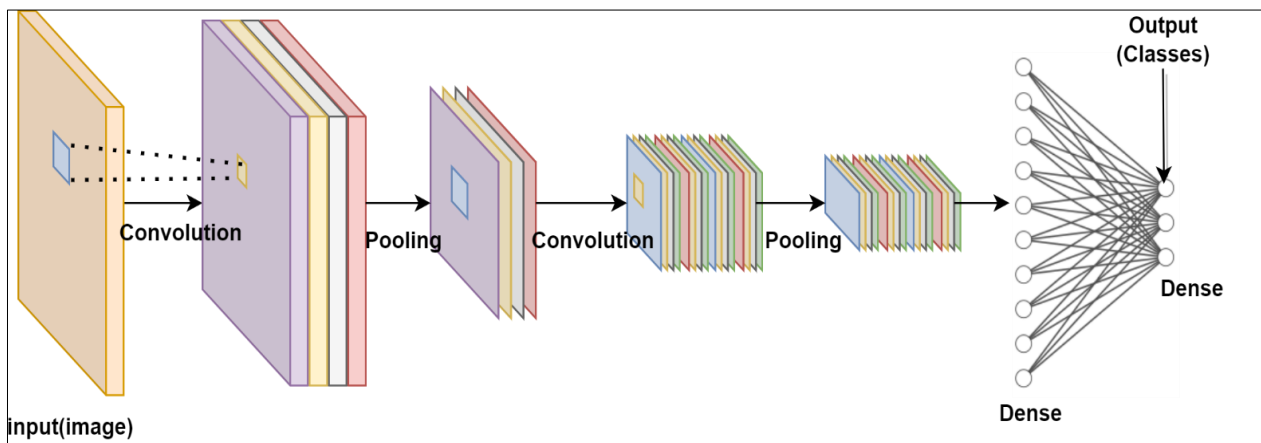 Output
(Classes)
Convolution
Pooling
Convolution
Pooling
Dense
Dense
input(image)